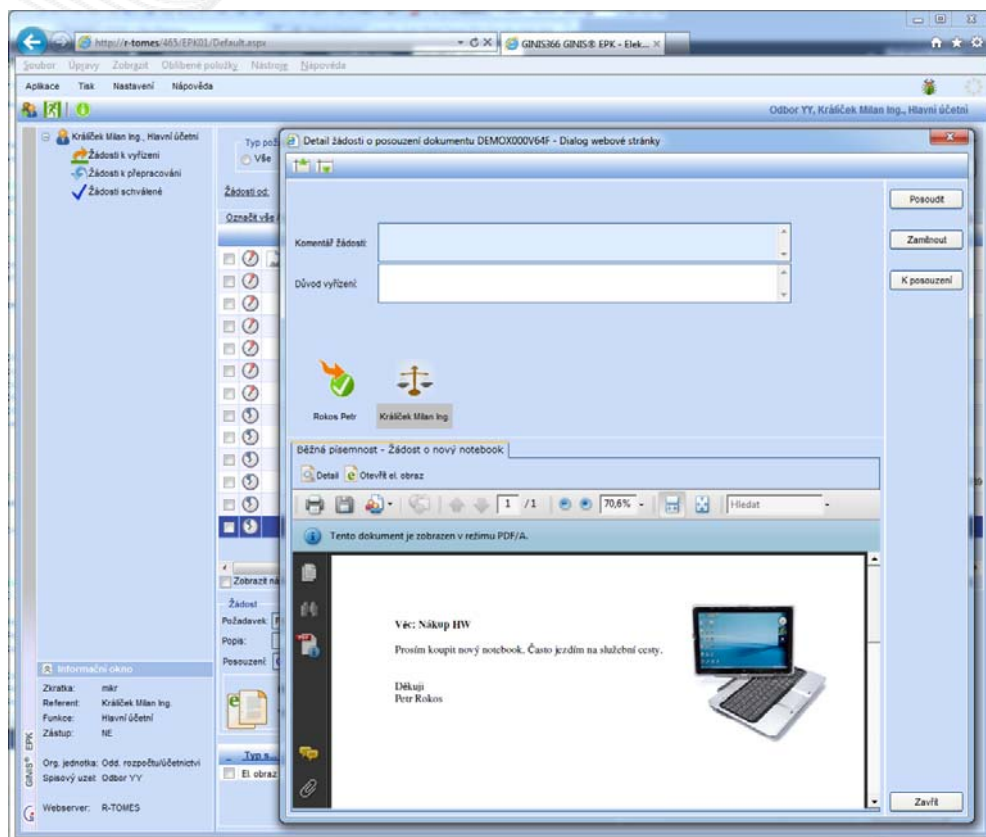 http://r-tomes/465/EPK01/Default.aspx
GINIS366 GINIS® EPK - Elek...
Soubor Úpravy Zobrazit Oblíbené položky Nástroje Nápověda
Aplikace Tisk Nastavení Nápověda
Odbor YY, Králíček Milan Ing., Hlavní účetní
Králíček Milan Ing., Hlavní účetní
Žádosti k vyřízení
Žádosti k přepracování
Žádosti schválené
Typ pož
Vše
Žádosti od:
Označit vše
Detail žádosti o posouzení dokumentu DEMOX000V64F - Dialog webové stránky
Posoudit
Zamítnout
K posouzení
Komentář žádosti:
Důvod vyřízení:
Rokos Petr
Králíček Milan Ing.
Běžná písemnost - Žádost o nový notebook
Detail
Otevřít el. obraz
1 /1
70,6%
Hledat
Tento dokument je zobrazen v režimu PDF/A.
Věc: Nákup HW
Prosím koupit nový notebook. Často jezdím na služební cesty.
Děkuji
Petr Rokos
Zavřít
Zobrazit ná
Žádost
Požadavek:
Popis:
Posouzení:
Typ s...
El. obraz
Informační okno
Zkratka: mkr
Referent: Králíček Milan Ing.
Funkce: Hlavní účetní
Zástup: NE
Org. jednotka: Odd. rozpočtu/účetnictví
Spisový uzel: Odbor YY
Webserver: R-TOMES
GINIS® EPK